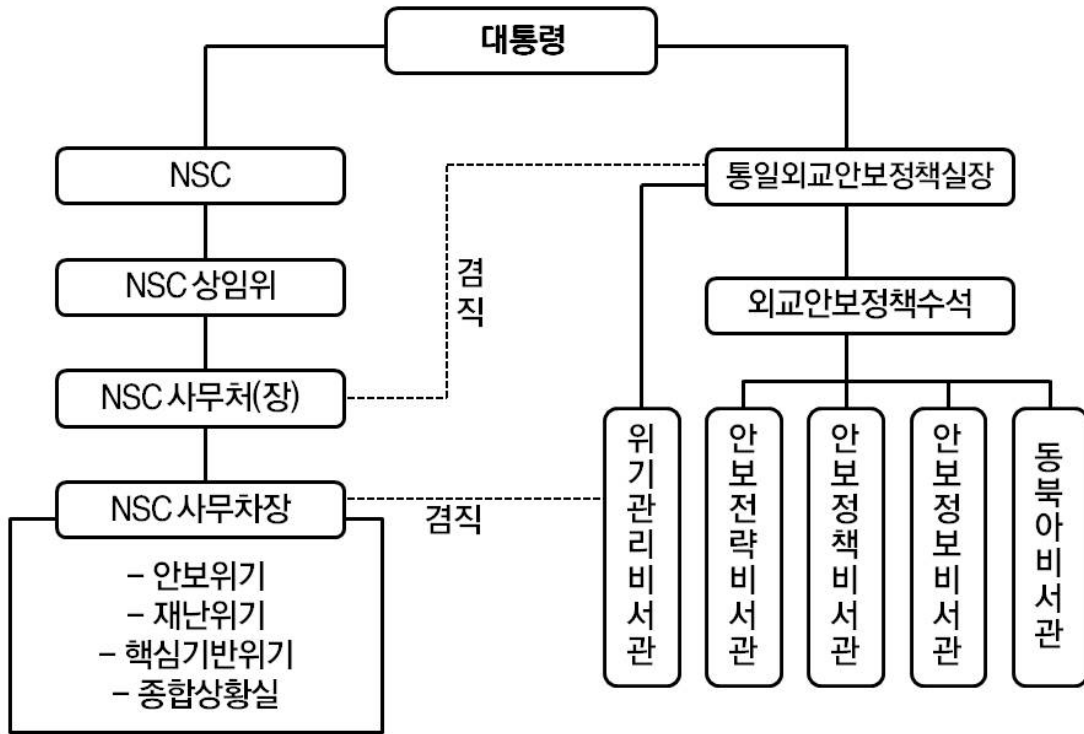 대통령
NSC
통일외교안보정책실장
겸직
NSC 상임위
외교안보정책수석
NSC 사무처(장)
위기관리비서관
안보전략비서관
안보정책비서관
안보정보비서관
동북아비서관
NSC 사무차장
겸직
– 안보위기
– 재난위기
– 핵심기반위기
– 종합상황실